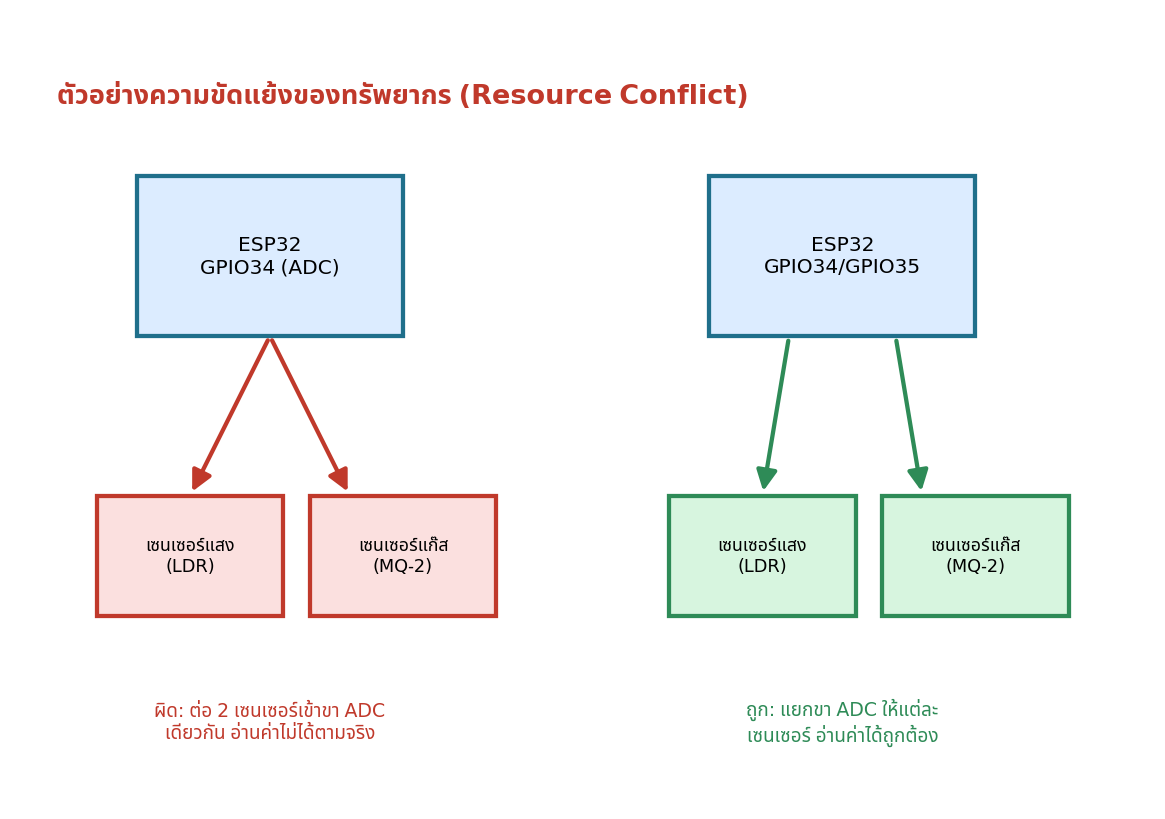 ตัวอย่างความขัดแย้งของทรัพยากร (Resource Conflict)
ESP32
GPIO34 (ADC)
เซนเซอร์แสง
(LDR)
เซนเซอร์แก๊ส
(MQ-2)
ผิด: ต่อ 2 เซนเซอร์เข้าขา ADC
เดียวกัน อ่านค่าไม่ได้ตามจริง
ESP32
GPIO34/GPIO35
เซนเซอร์แสง
(LDR)
เซนเซอร์แก๊ส
(MQ-2)
ถูก: แยกขา ADC ให้แต่ละ
เซนเซอร์ อ่านค่าได้ถูกต้อง